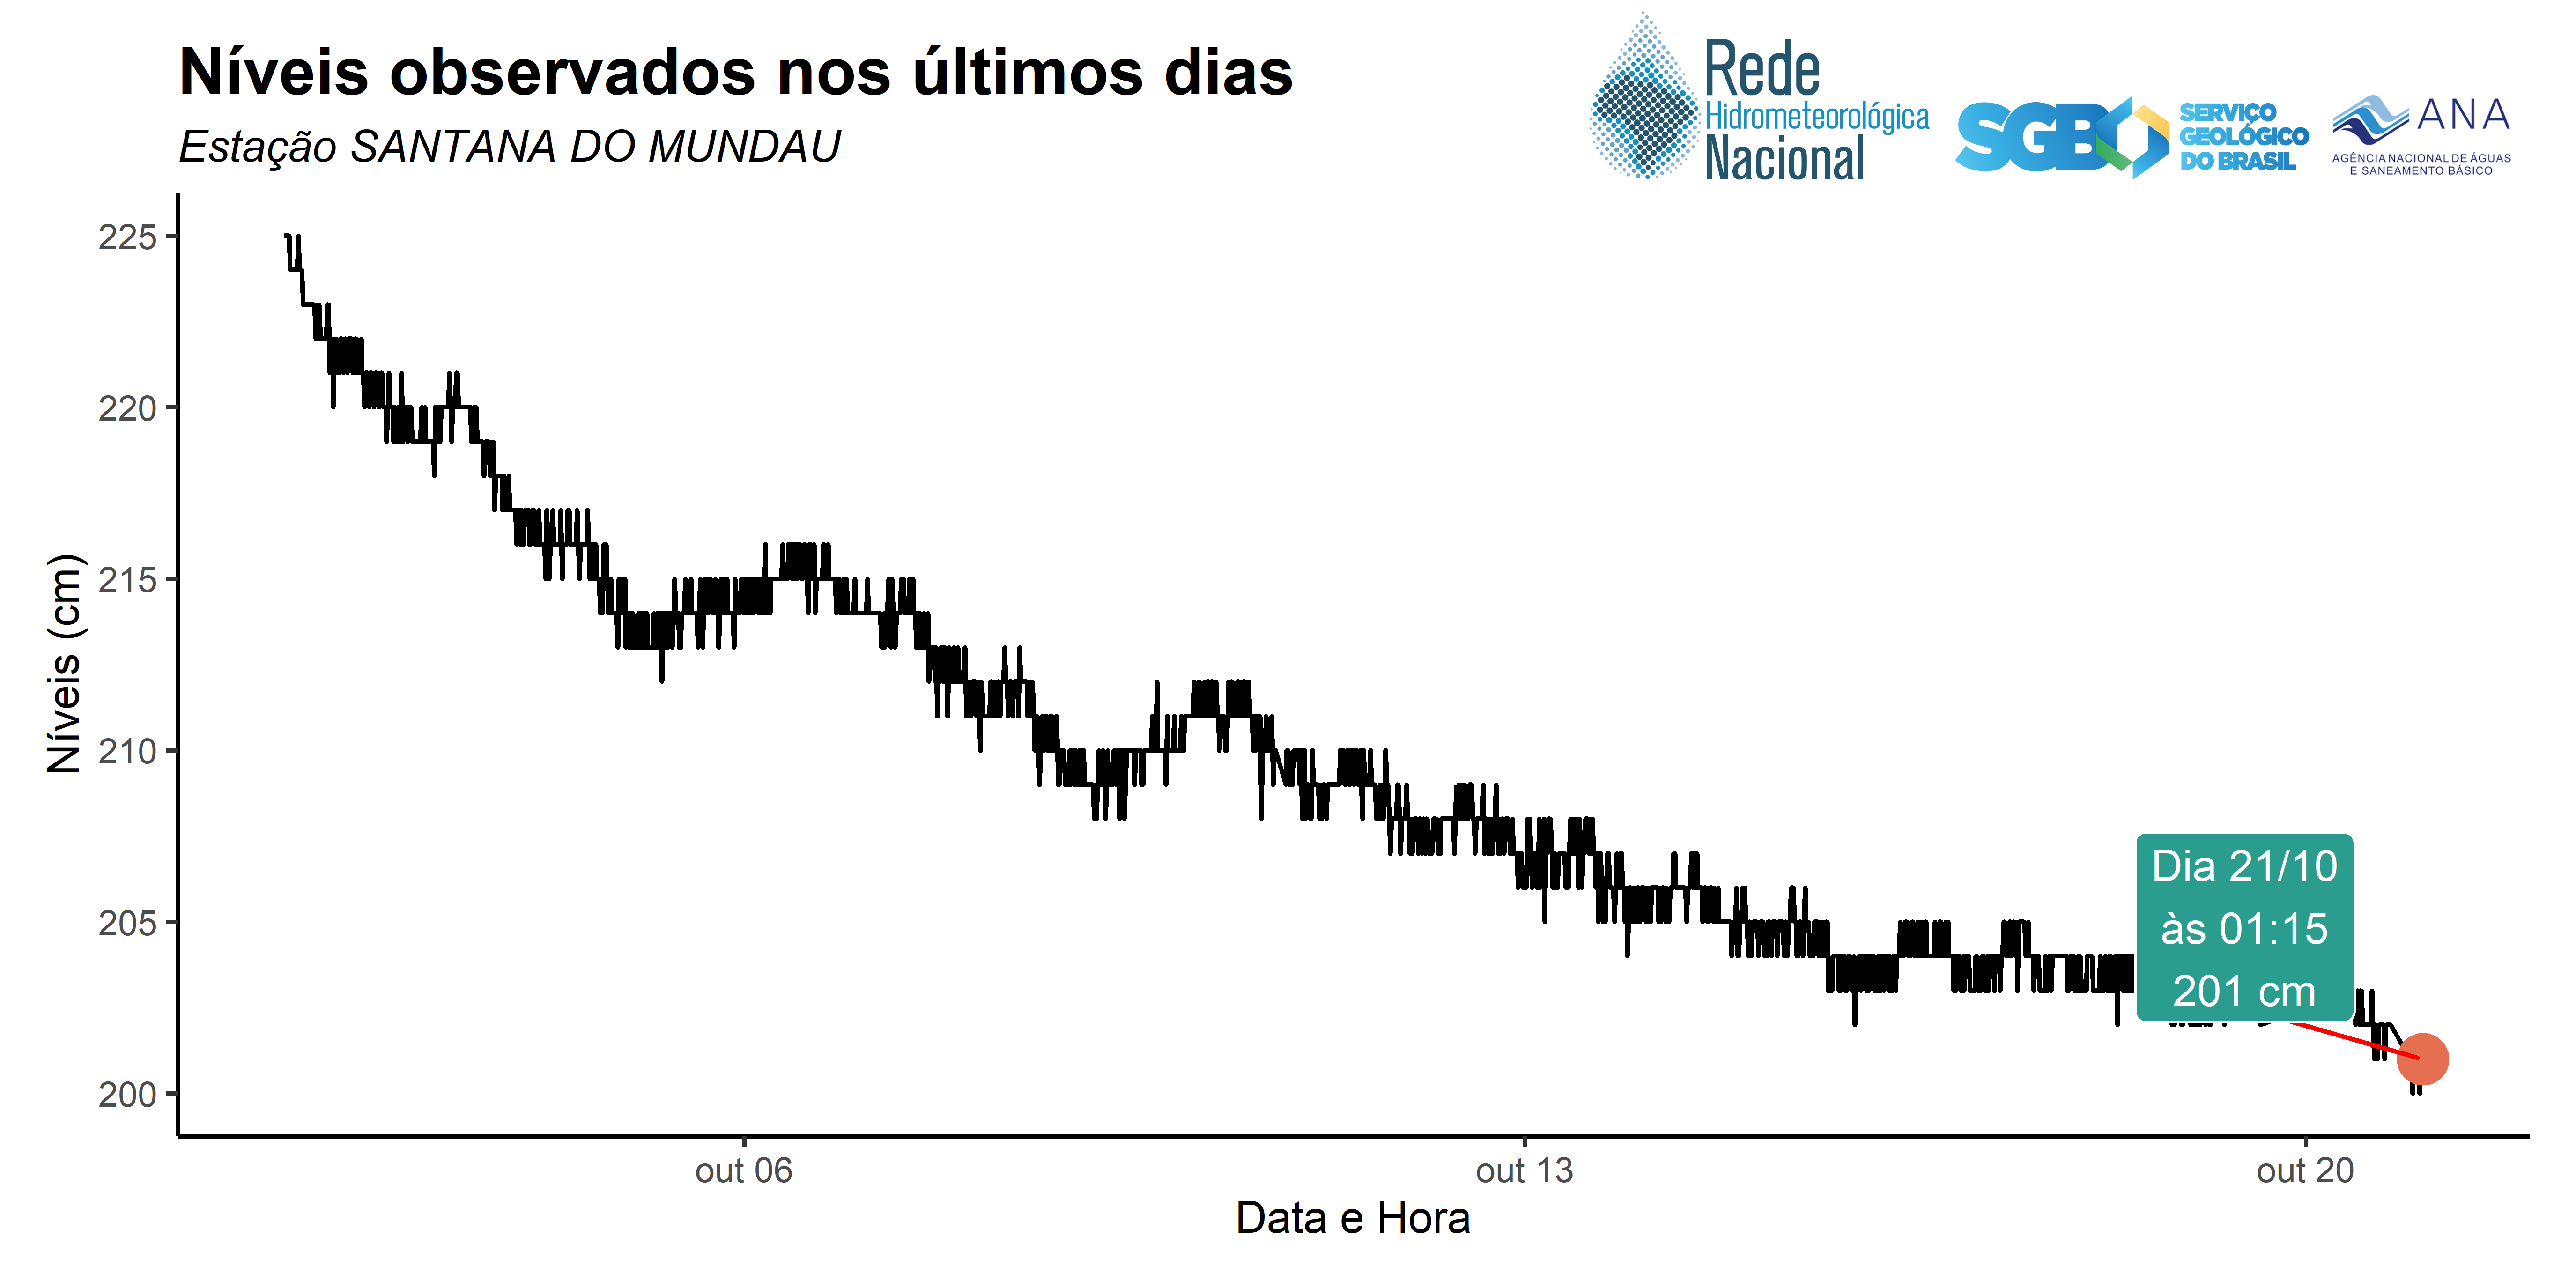 Níveis observados nos últimos dias
Estação SANTANA DO MUNDAU
Rede
Hidrometeorológica
Nacional
SGB
SERVIÇO
GEOLÓGICO
DO BRASIL
ANA
AGÊNCIA NACIONAL DE ÁGUAS
E SANEAMENTO BÁSICO
Níveis (cm)
225
220
215
210
205
200
Dia 21/10
às 01:15
201 cm
out 06
out 13
out 20
Data e Hora